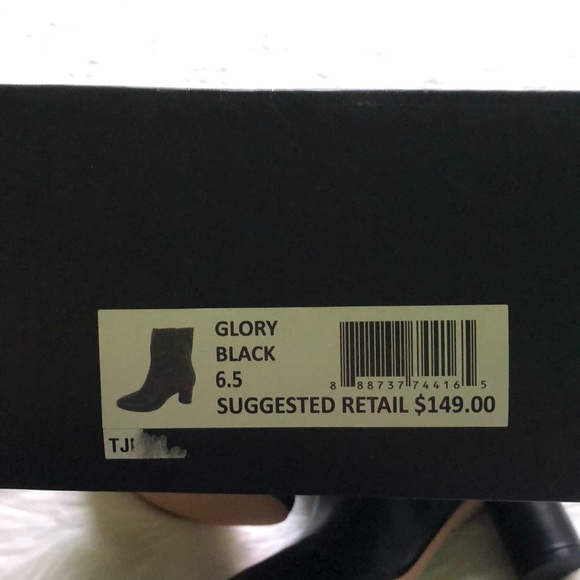 GLORY
BLACK
6.5
8 88737 74416 5
SUGGESTED RETAIL $149.00